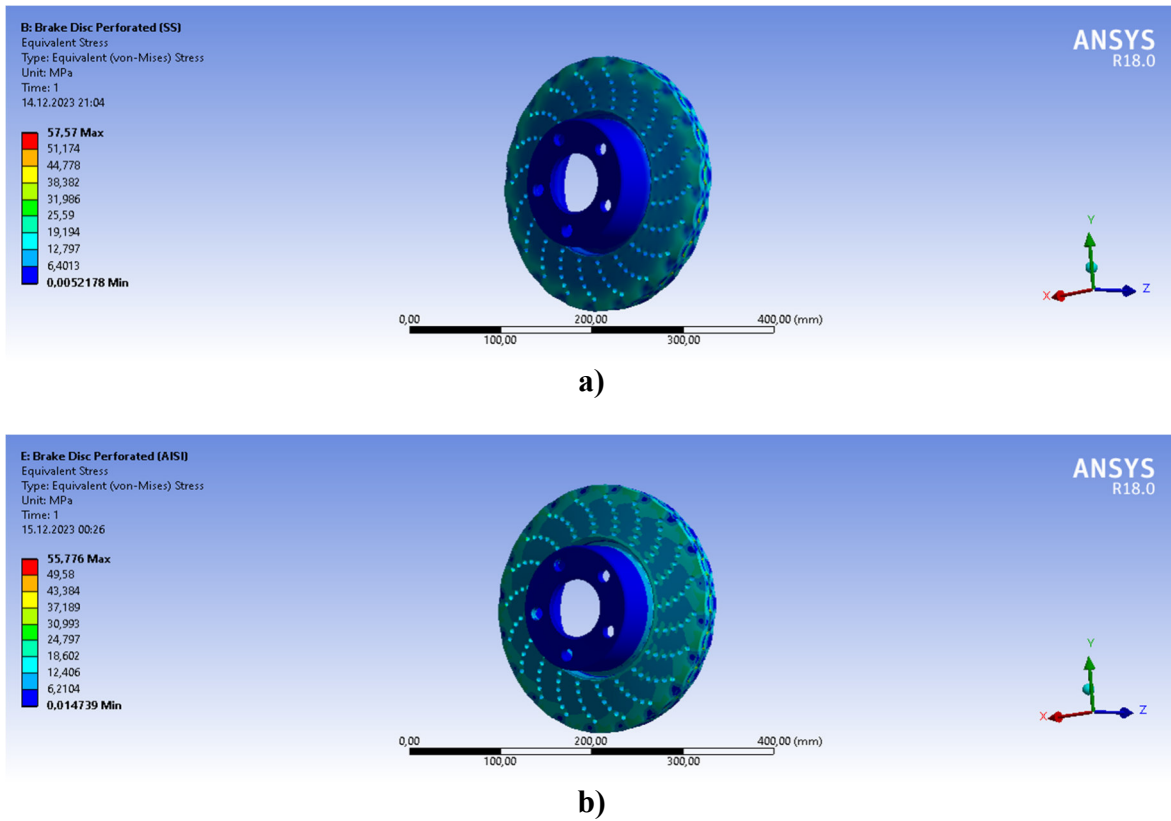 B: Brake Disc Perforated (SS)
Equivalent Stress
Type: Equivalent (von-Mises) Stress
Unit: MPa
Time: 1
14.12.2023 21:04
57,57 Max
51,174
44,778
38,382
31,986
25,59
19,194
12,797
6,4013
0,0052178 Min
ANSYS
R18.0
Y
X
Z
0,00
200,00
400,00 (mm)
100,00
300,00
a)
E: Brake Disc Perforated (AISI)
Equivalent Stress
Type: Equivalent (von-Mises) Stress
Unit: MPa
Time: 1
15.12.2023 00:26
55,776 Max
49,58
43,384
37,189
30,993
24,797
18,602
12,406
6,2104
0,014739 Min
ANSYS
R18.0
Y
X
Z
0,00
200,00
400,00 (mm)
100,00
300,00
b)